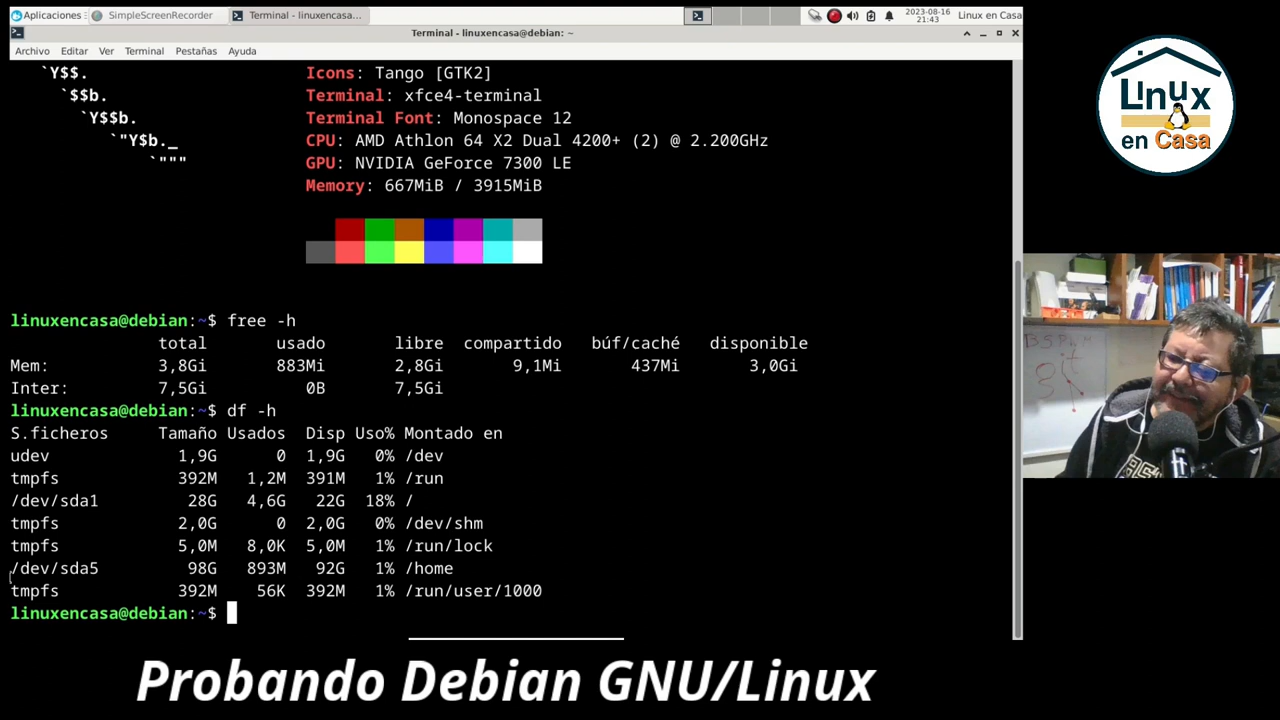 Aplicaciones
SimpleScreenRecorder
Terminal - linuxencasa...
2023-08-16
21:43
Linux en Casa
Terminal - linuxencasa@debian: ~
Archivo Editar Ver Terminal Pestañas Ayuda
`Y$$. Icons: Tango [GTK2]
`$$b. Terminal: xfce4-terminal
`Y$$b. Terminal Font: Monospace 12
`"Y$b._ CPU: AMD Athlon 64 X2 Dual 4200+ (2) @ 2.200GHz
`""" GPU: NVIDIA GeForce 7300 LE
Memory: 667MiB / 3915MiB
linuxencasa@debian:~$ free -h
total usado libre compartido búf/caché disponible
Mem: 3,8Gi 883Mi 2,8Gi 9,1Mi 437Mi 3,0Gi
Inter: 7,5Gi 0B 7,5Gi
linuxencasa@debian:~$ df -h
S.ficheros Tamaño Usados Disp Uso% Montado en
udev 1,9G 0 1,9G 0% /dev
tmpfs 392M 1,2M 391M 1% /run
/dev/sda1 28G 4,6G 22G 18% /
tmpfs 2,0G 0 2,0G 0% /dev/shm
tmpfs 5,0M 8,0K 5,0M 1% /run/lock
/dev/sda5 98G 893M 92G 1% /home
tmpfs 392M 56K 392M 1% /run/user/1000
linuxencasa@debian:~$
Linux
en Casa
Probando Debian GNU/Linux